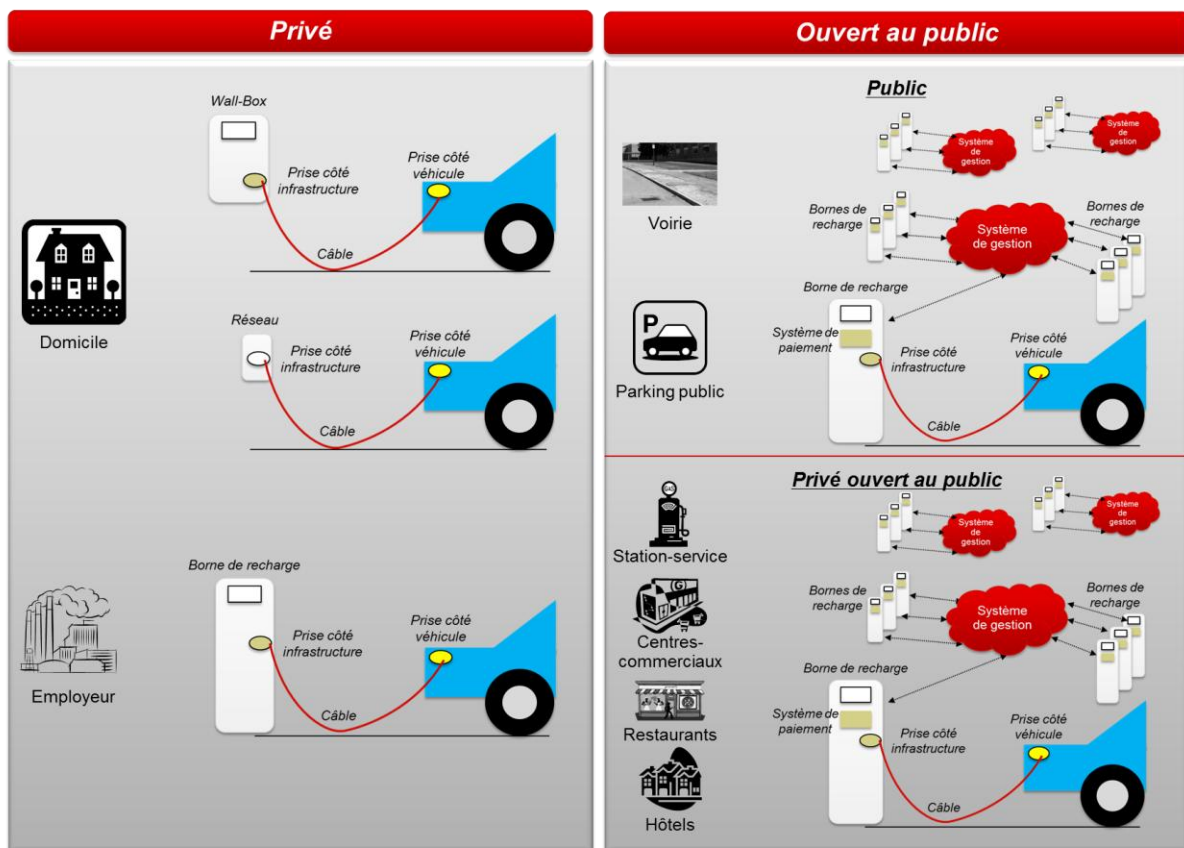 Privé
Wall-Box
Prise côté
infrastructure
Prise côté
véhicule
Câble
Domicile
Réseau
Prise côté
infrastructure
Prise côté
véhicule
Câble
Borne de recharge
Prise côté
infrastructure
Prise côté
véhicule
Câble
Employeur
Ouvert au public
Public
Système
de
gestion
Système
de
gestion
Voirie
Bornes de
recharge
Système
de gestion
Bornes de
recharge
Borne de recharge
P
Parking public
Système de
paiement
Prise côté
infrastructure
Prise côté
véhicule
Câble
Privé ouvert au public
Station-service
Système
de
gestion
Système
de
gestion
Centres-
commerciaux
Bornes de
recharge
Système
de gestion
Bornes de
recharge
Borne de recharge
Restaurants
Système de
paiement
Prise côté
infrastructure
Prise côté
véhicule
Câble
Hôtels